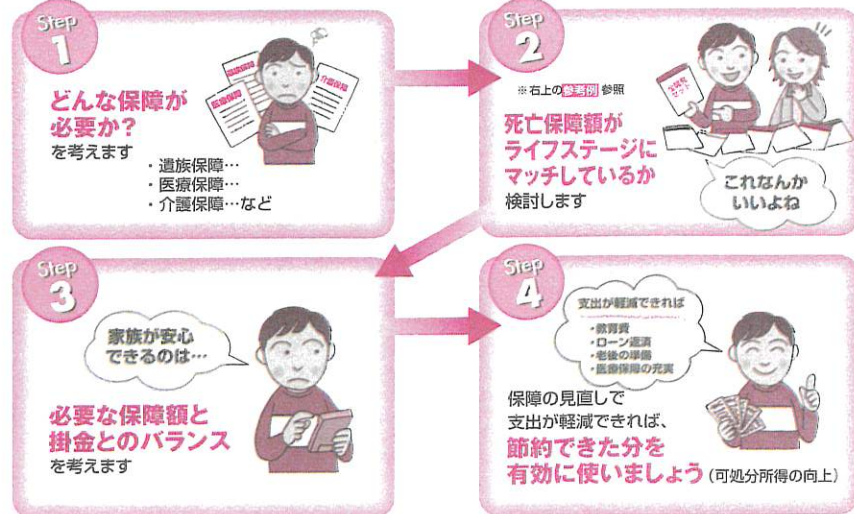 Step
1
どんな保障が
必要か?
を考えます
・遺族保障…
・医療保障…
・介護保障…など
医療保障
介護保障
Step
2
※右上の参考例 参照
死亡保障額が
ライフステージに
マッチしているか
検討します
これなんか
いいよね
Step
3
家族が安心
できるのは…
必要な保障額と
掛金とのバランス
を考えます
Step
4
支出が軽減できれば
・教育費
・ローン返済
・老後の準備
・医療保障の充実
保障の見直しで
支出が軽減できれば、
節約できた分を
有効に使いましょう(可処分所得の向上)